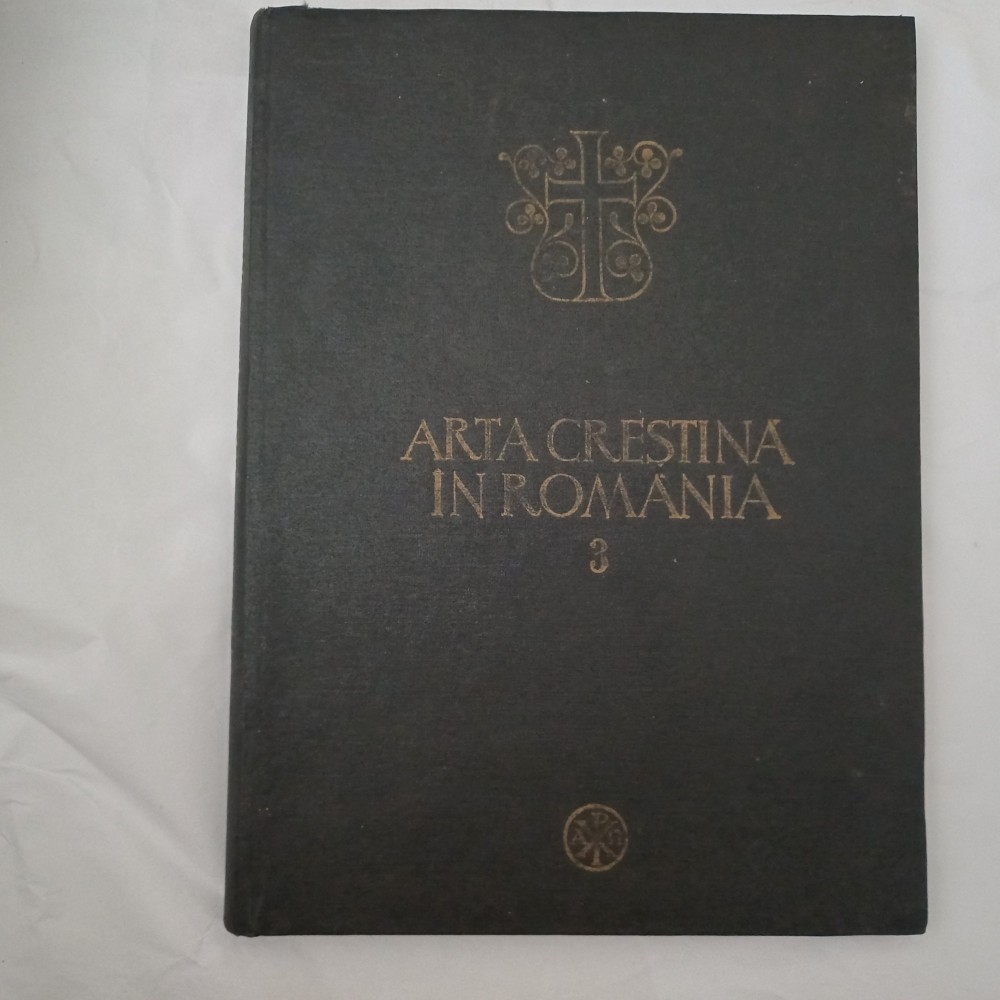 ARTA CREȘTINĂ
ÎN ROMÂNIA
3
Α Ρ Ω